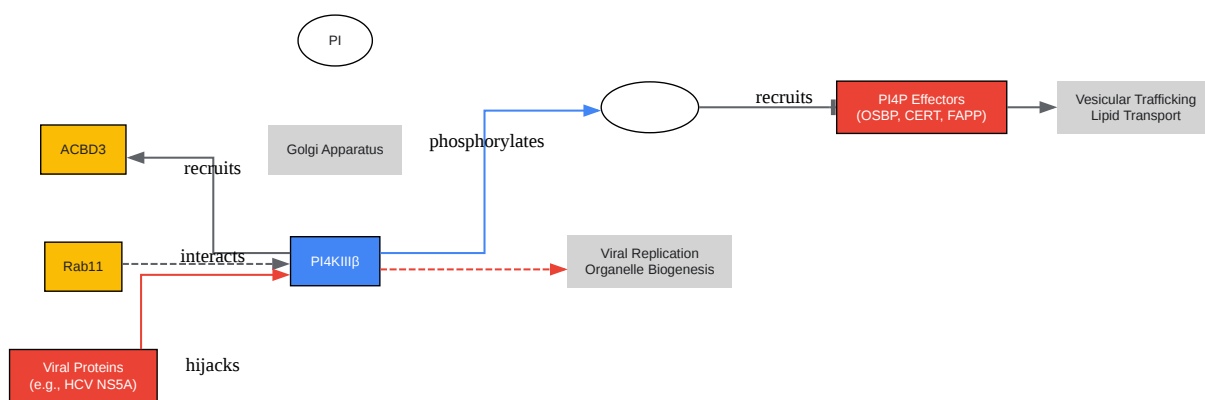 PI
recruits
PI4P Effectors
(OSBP, CERT, FAPP)
Vesicular Trafficking
Lipid Transport
phosphorylates
ACBD3
Golgi Apparatus
recruits
Rab11
interacts
PI4KIIIβ
Viral Replication
Organelle Biogenesis
Viral Proteins
(e.g., HCV NS5A)
hijacks